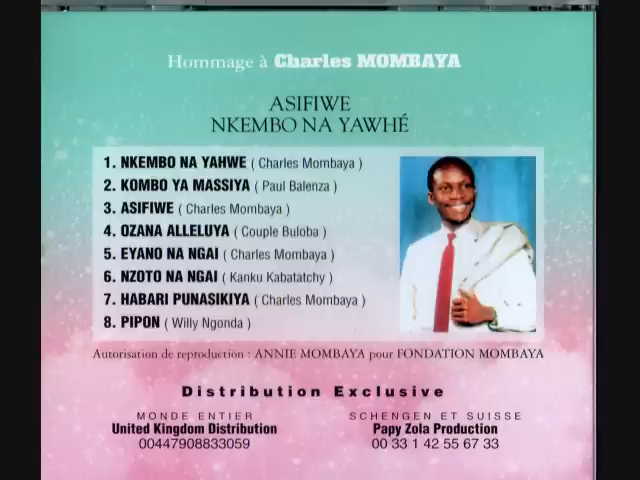 Hommage à Charles MOMBAYA
ASIFIWE
NKEMBO NA YAWHÉ
1. NKEMBO NA YAHWE ( Charles Mombaya )
2. KOMBO YA MASSIYA ( Paul Balenza )
3. ASIFIWE ( Charles Mombaya )
4. OZANA ALLELUYA ( Couple Buloba )
5. EYANO NA NGAI ( Charles Mombaya )
6. NZOTO NA NGAI ( Kanku Kabatatchy )
7. HABARI PUNASIKIYA ( Charles Mombaya )
8. PIPON ( Willy Ngonda )
Autorisation de reproduction : ANNIE MOMBAYA pour FONDATION MOMBAYA
Distribution Exclusive
MONDE ENTIER
United Kingdom Distribution
00447908833059
SCHENGEN ET SUISSE
Papy Zola Production
00 33 1 42 55 67 33